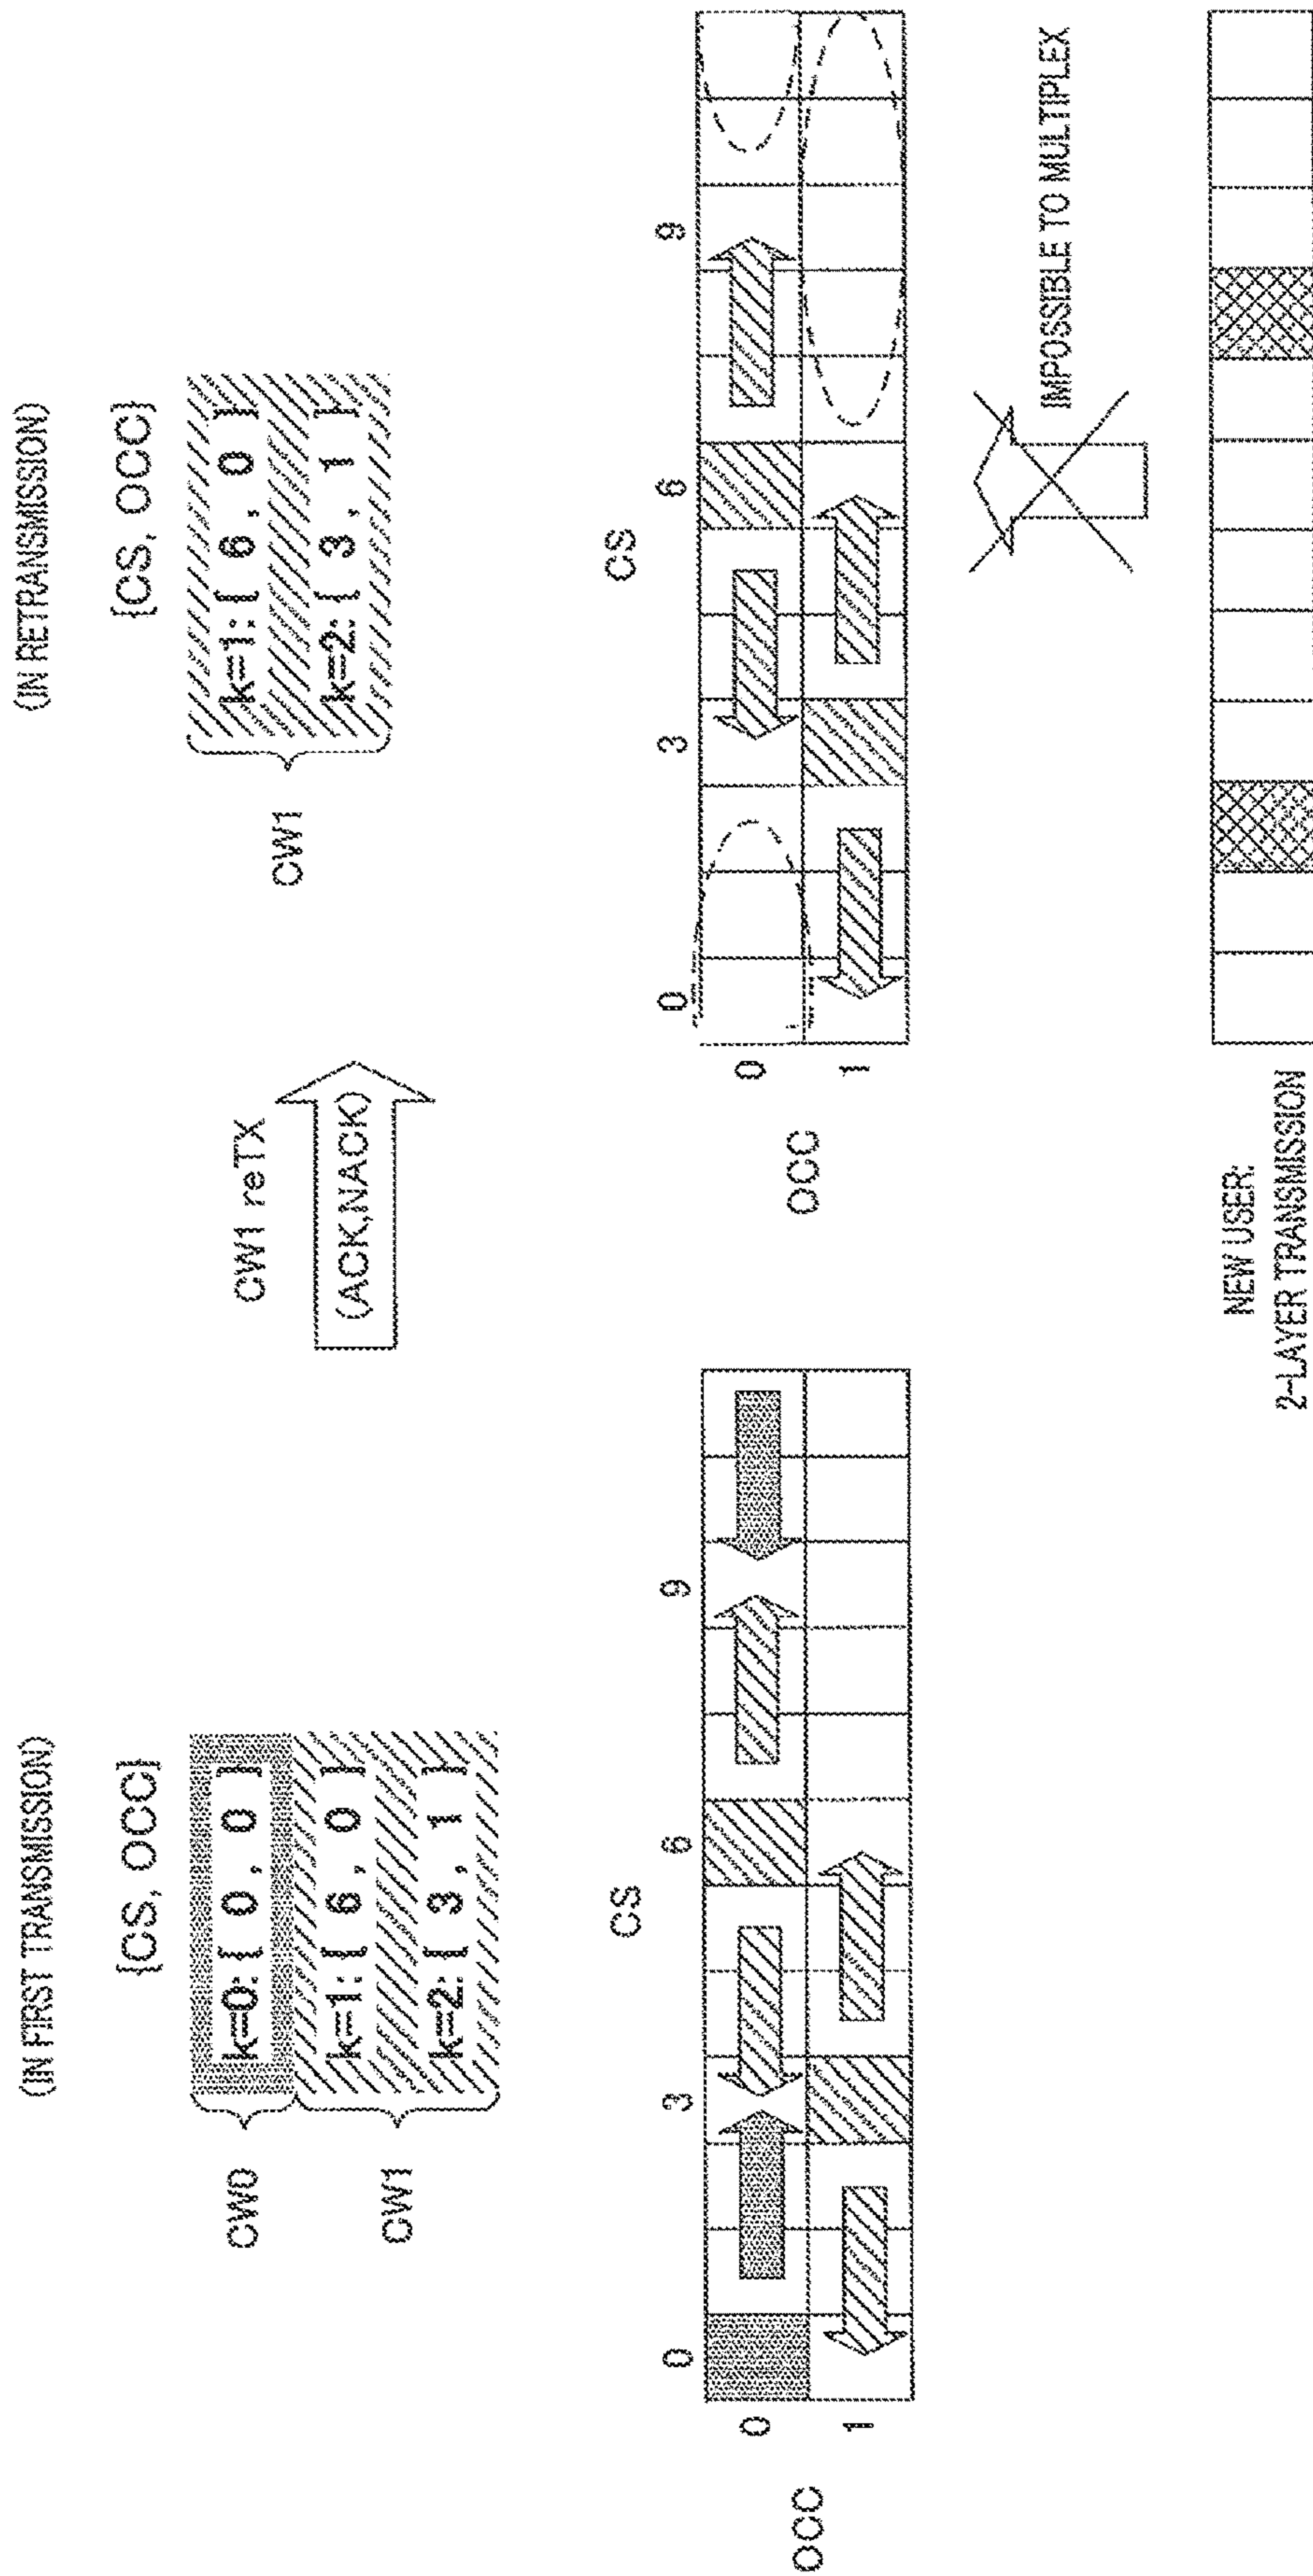 (IN FIRST TRANSMISSION)
{CS, OCC}
CW0
k=0:{ 0 , 0 }
CW1
k=1:{ 6 , 0 }
k=2:{ 3 , 1 }
CS
0 3 6 9
OCC
0
1
CW1 reTX
(ACK,NACK)
(IN RETRANSMISSION)
{CS, OCC}
CW1
k=1:{ 6 , 0 }
k=2:{ 3 , 1 }
CS
0 3 6 9
OCC
0
1
IMPOSSIBLE TO MULTIPLEX
NEW USER:
2-LAYER TRANSMISSION